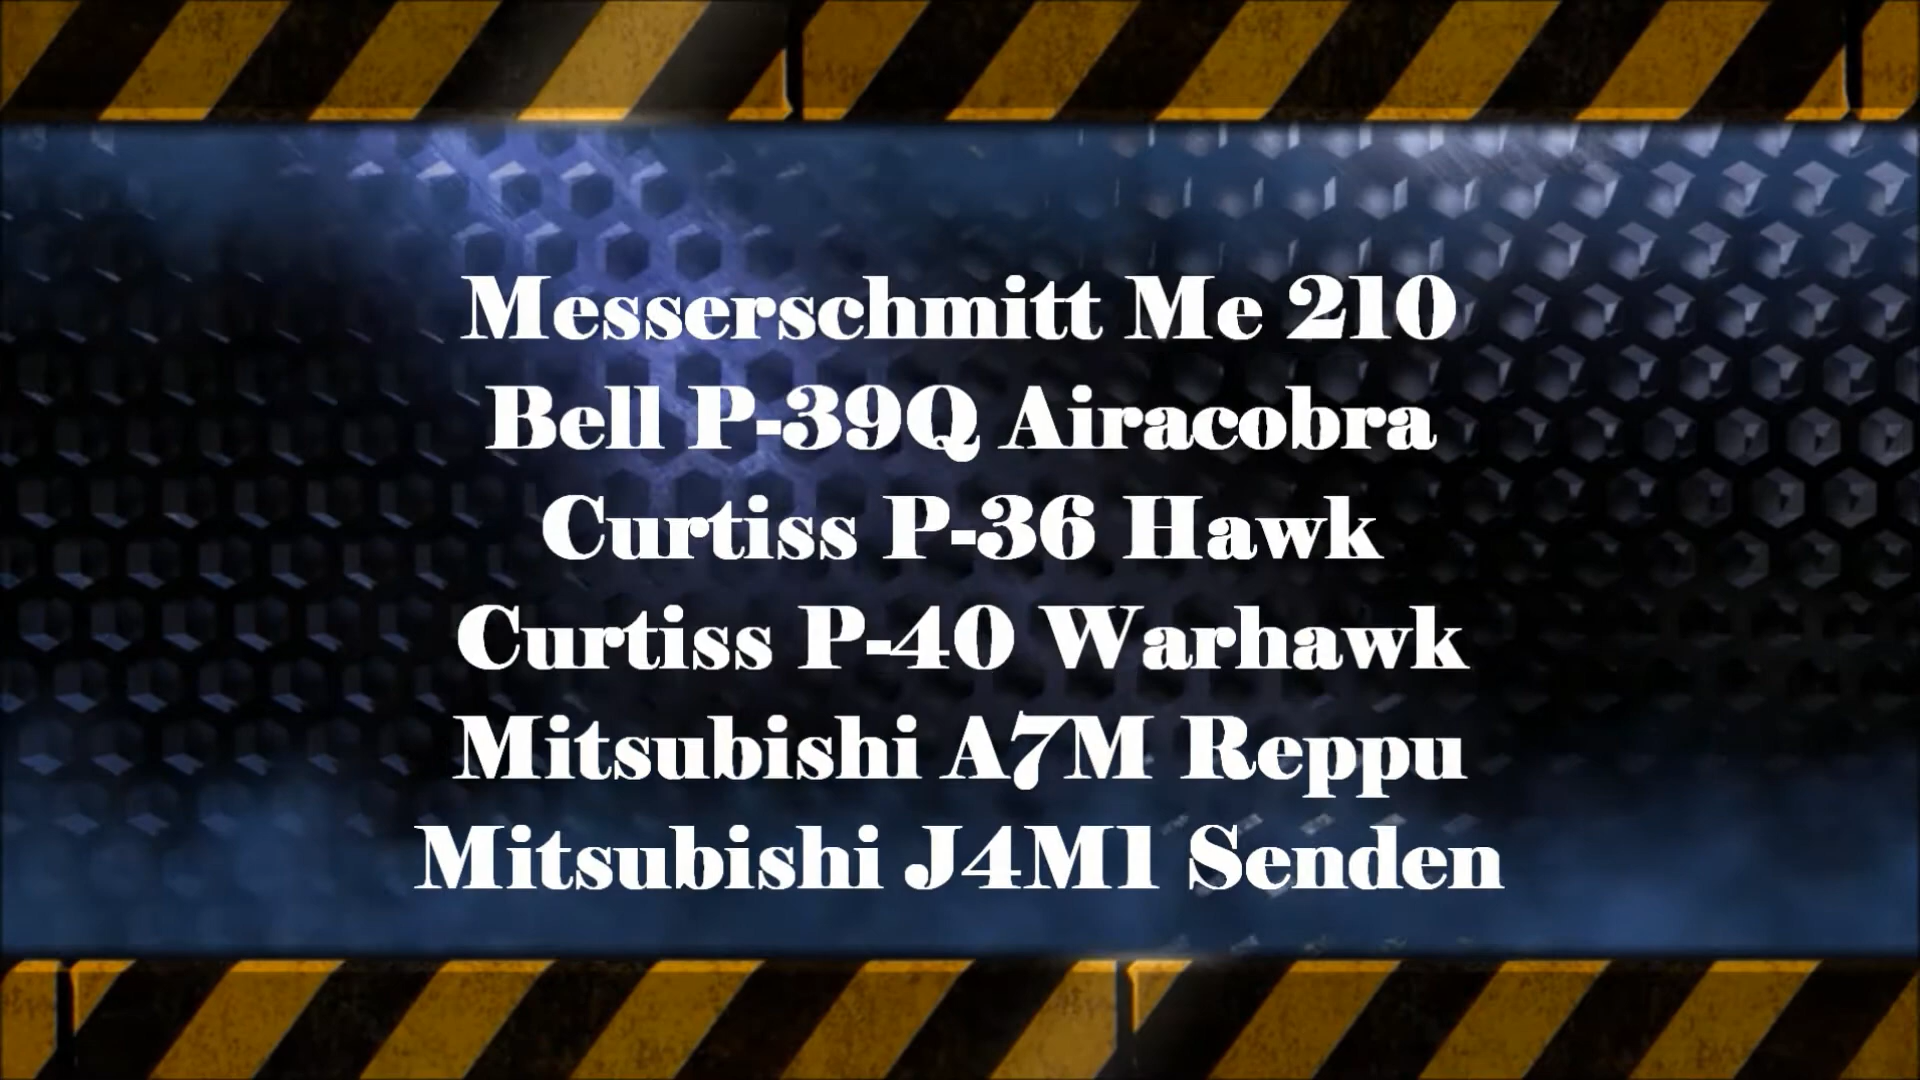 Messerschmitt Me 210
Bell P-39Q Airacobra
Curtiss P-36 Hawk
Curtiss P-40 Warhawk
Mitsubishi A7M Reppu
Mitsubishi J4M1 Senden